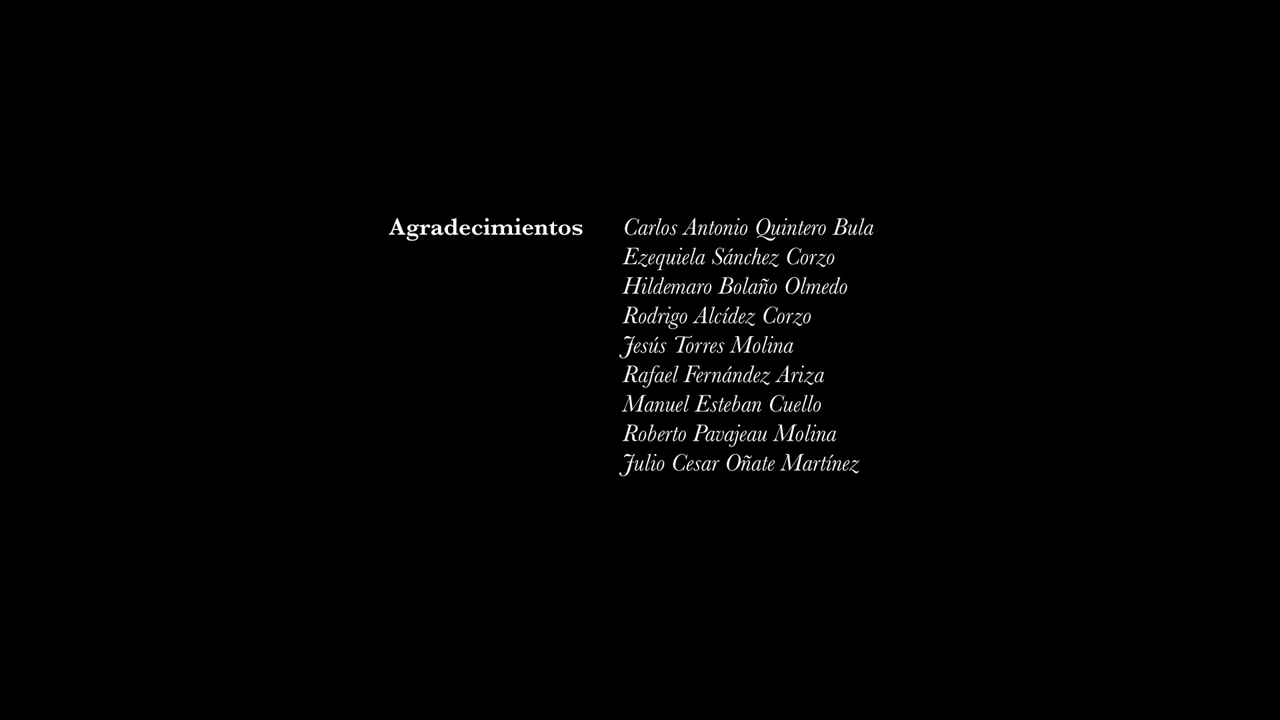 Agradecimientos Carlos Antonio Quintero Bula
Ezequiela Sánchez Corzo
Hildemaro Bolaño Olmedo
Rodrigo Alcídez Corzo
Jesús Torres Molina
Rafael Fernández Ariza
Manuel Esteban Cuello
Roberto Pavajeau Molina
Julio Cesar Oñate Martínez